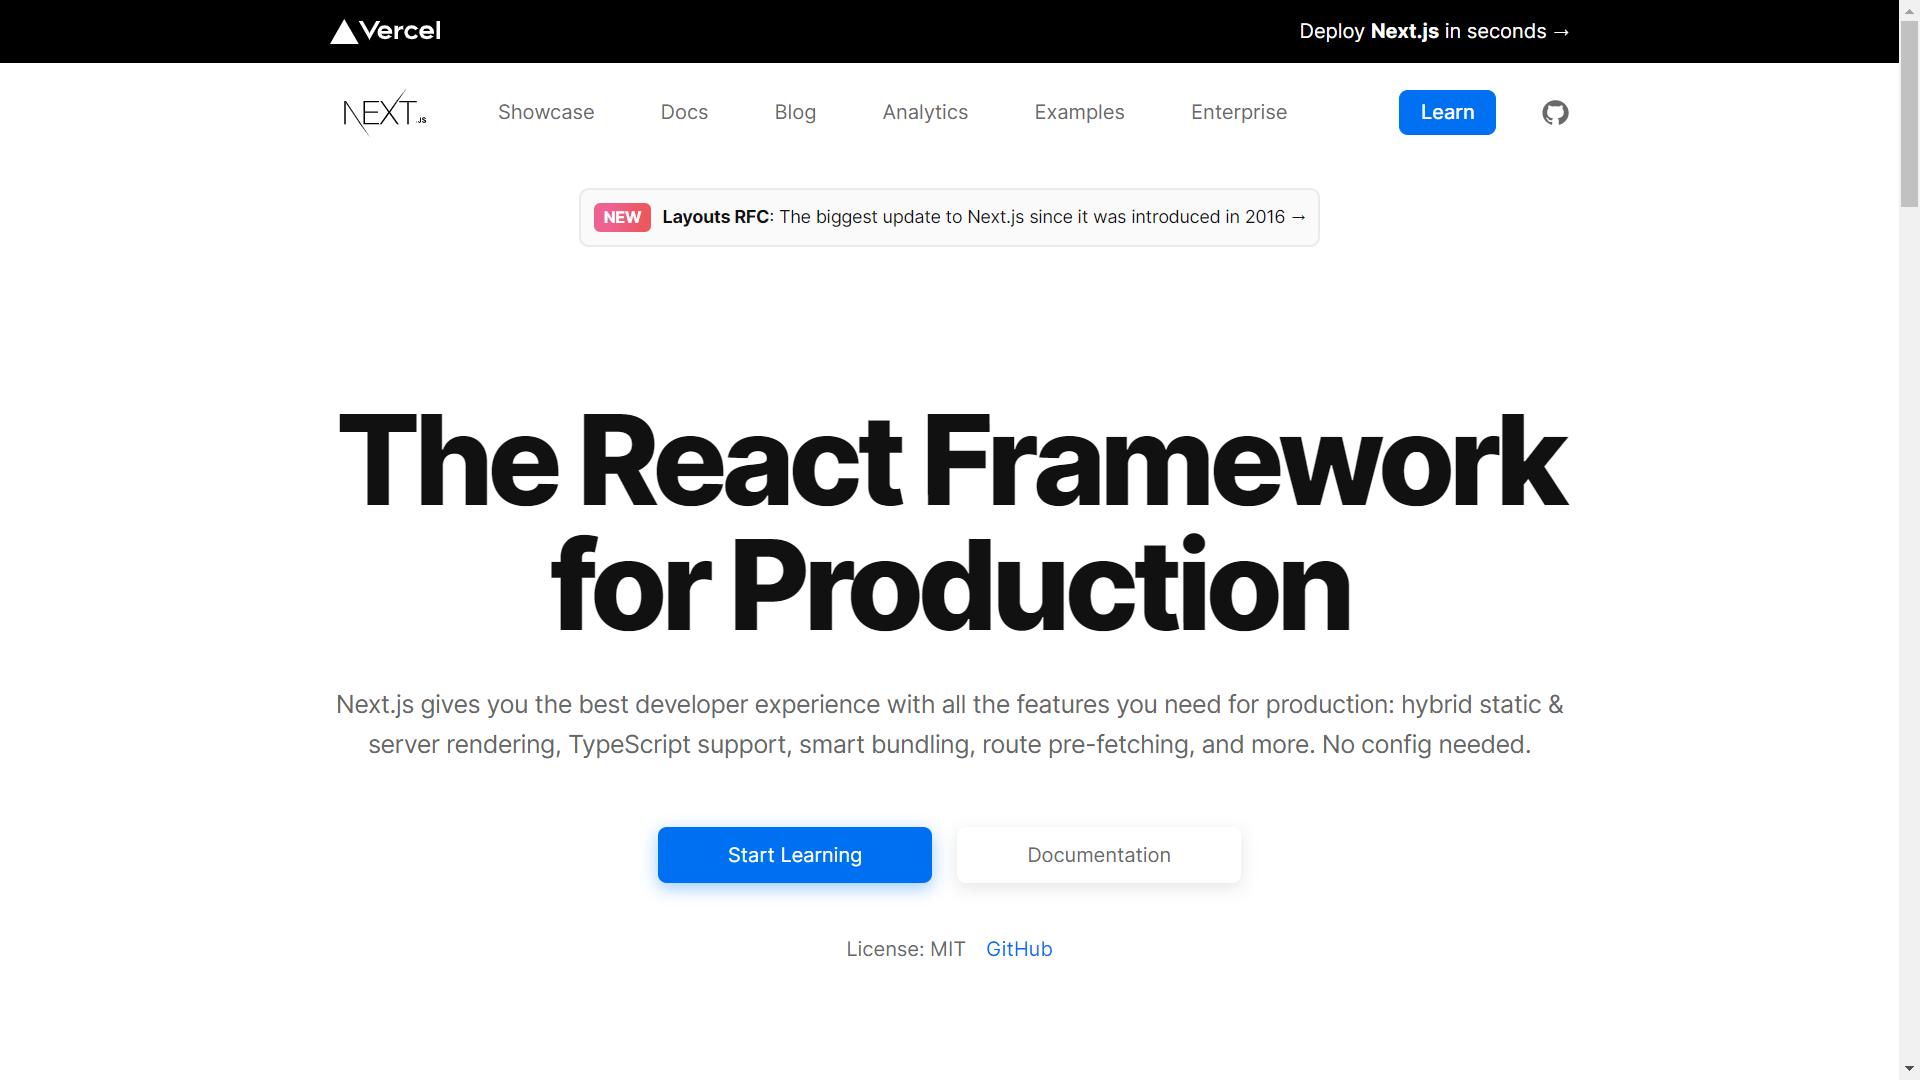 Vercel
Deploy Next.js in seconds →
NEXT.JS
Showcase
Docs
Blog
Analytics
Examples
Enterprise
Learn
NEW Layouts RFC: The biggest update to Next.js since it was introduced in 2016 →
The React Framework
for Production
Next.js gives you the best developer experience with all the features you need for production: hybrid static &
server rendering, TypeScript support, smart bundling, route pre-fetching, and more. No config needed.
Start Learning
Documentation
License: MIT GitHub